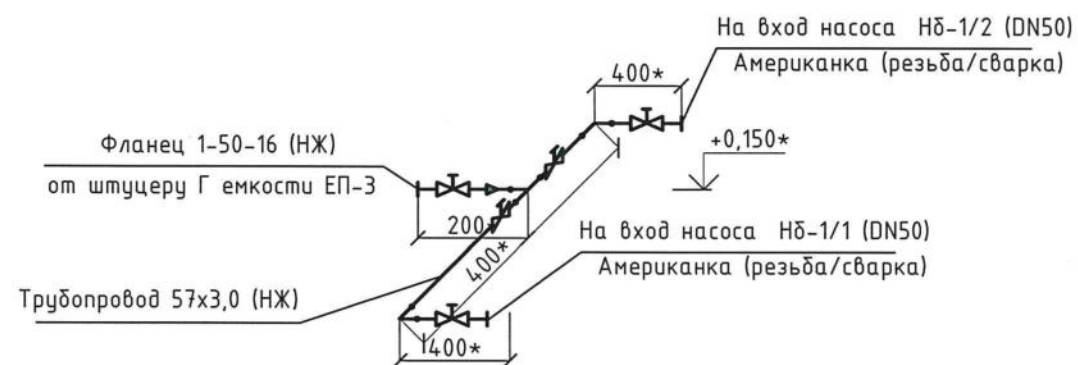 На вход насоса Нб-1/2 (DN50)
Американка (резьба/сварка)
400*
Фланец 1-50-16 (НЖ)
от штуцеру Г емкости ЕП-3
+0,150*
200*
400*
На вход насоса Нб-1/1 (DN50)
Американка (резьба/сварка)
Трубопровод 57х3,0 (НЖ)
400*